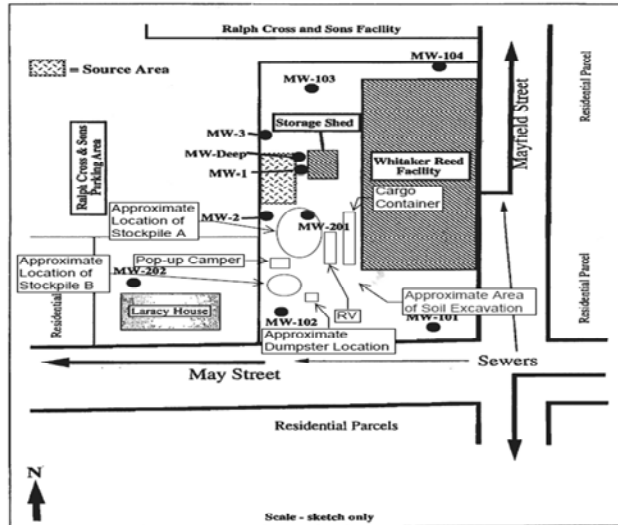 Ralph Cross and Sons Facility
= Source Area
MW-104
MW-103
Storage Shed
MW-3
MW-Deep
MW-1
Whitaker Reed
Facility
Ralph Cross & Sons
Parking Area
Mayfield Street
Residential Parcel
Cargo
Container
Approximate
Location of
Stockpile A
MW-2
MW-201
Pop-up Camper
Approximate
Location of
Stockpile B
MW-202
Residential
Laracy House
RV
Approximate Area
of Soil Excavation
MW-102
MW-101
Approximate
Dumpster Location
Residential Parcel
Sewers
May Street
Residential Parcels
N
Scale - sketch only